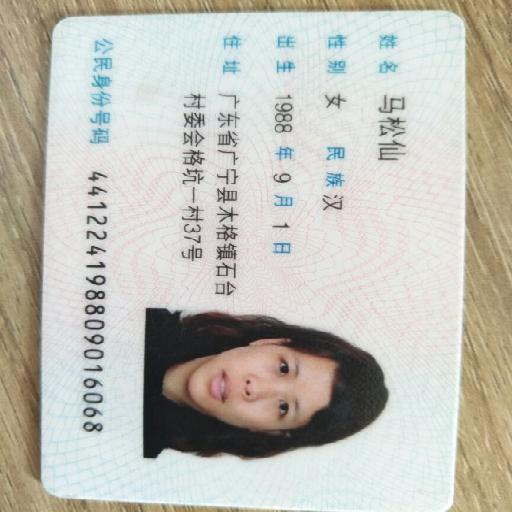 姓名 马松仙
性别 女 民族 汉
出生 1988 年 9 月 1 日
住址 广东省广宁县木格镇石台
村委会格坑一村37号
公民身份号码 441224198809016068